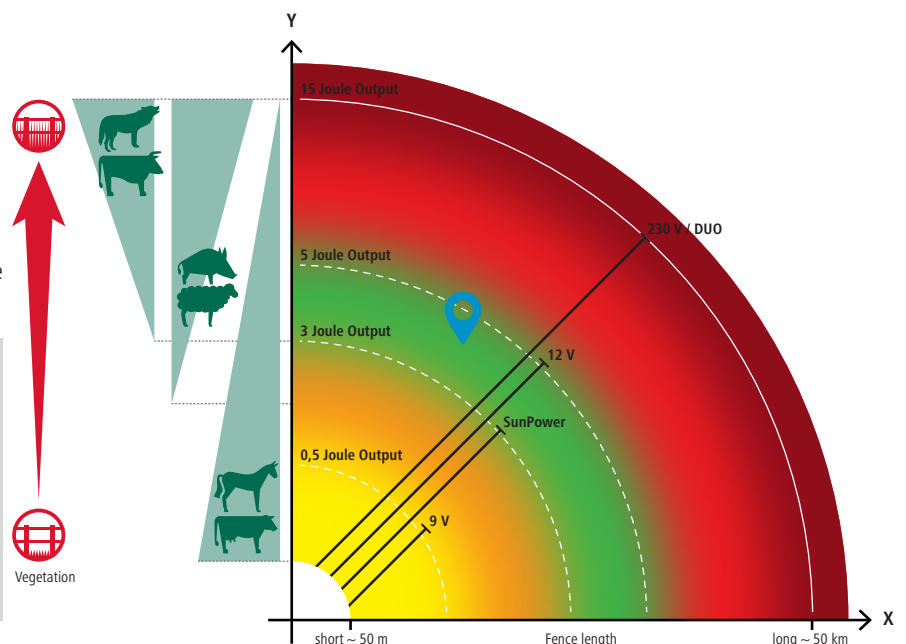 Y
15 Joule Output
230 V / DUO
e
5 Joule Output
3 Joule Output
12 V
SunPower
0,5 Joule Output
9 V
Vegetation
X
short ~ 50 m
Fence length
long ~ 50 km